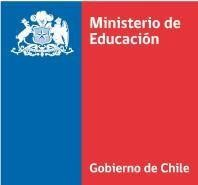 Ministerio de
Educación
Gobierno de Chile